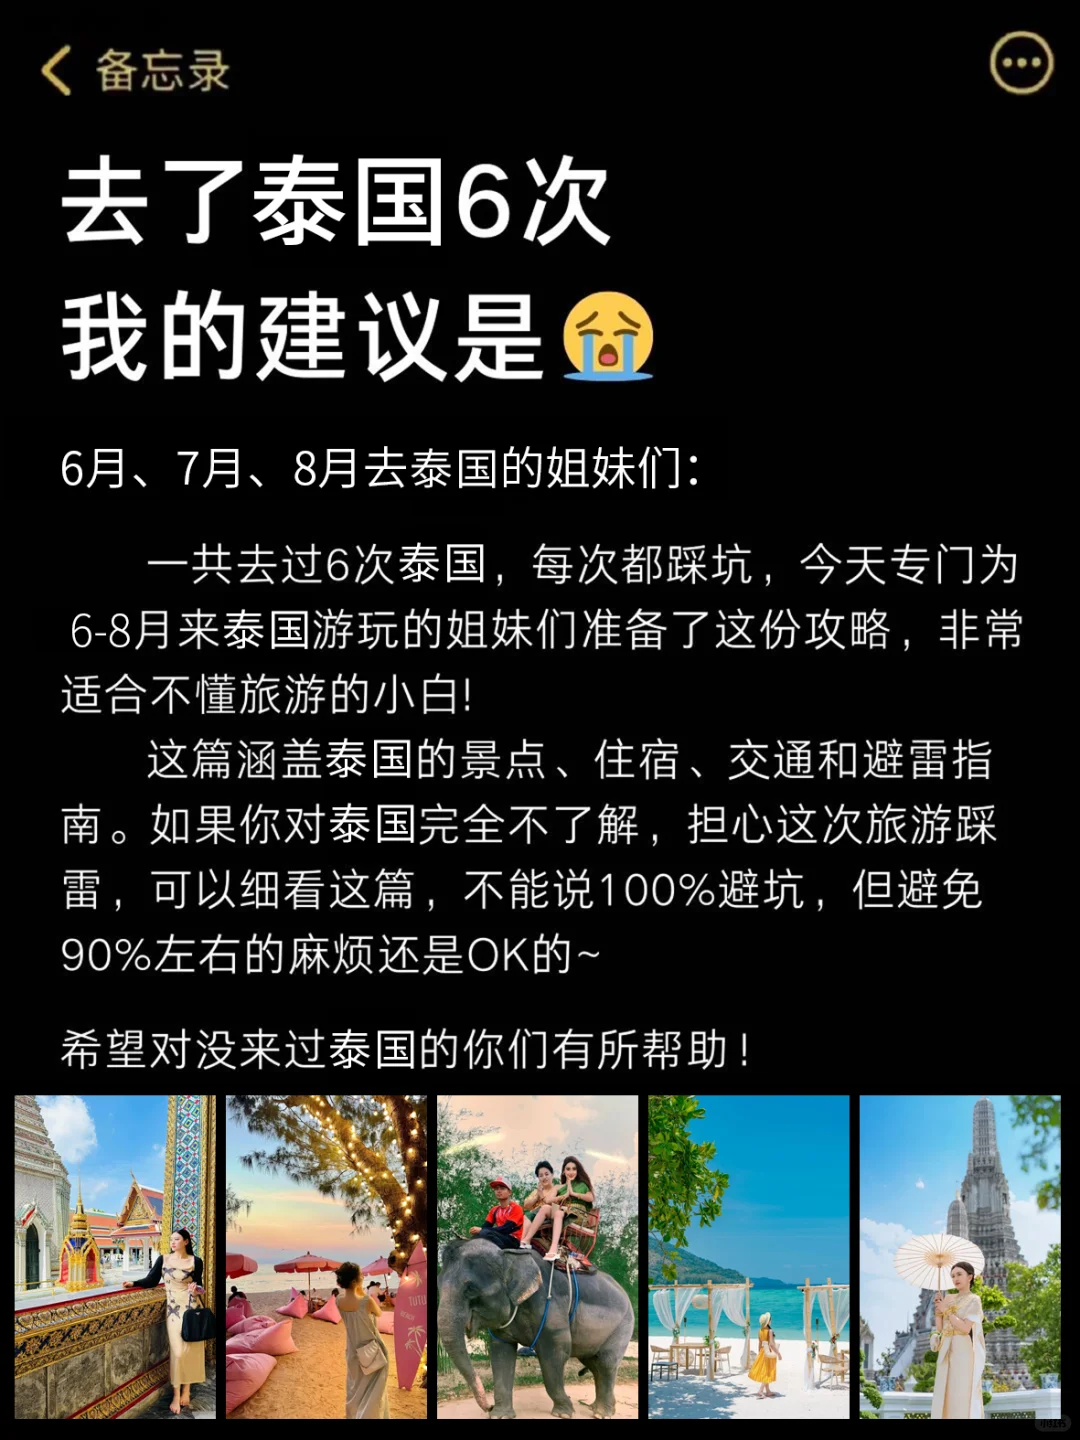 备忘录
去了泰国6次
我的建议是
6月、7月、8月去泰国的姐妹们：
一共去过6次泰国，每次都踩坑，今天专门为
6-8月来泰国游玩的姐妹们准备了这份攻略，非常
适合不懂旅游的小白!
这篇涵盖泰国的景点、住宿、交通和避雷指
南。如果你对泰国完全不了解，担心这次旅游踩
雷，可以细看这篇，不能说100%避坑，但避免
90%左右的麻烦还是OK的~
希望对没来过泰国的你们有所帮助！
TUTU